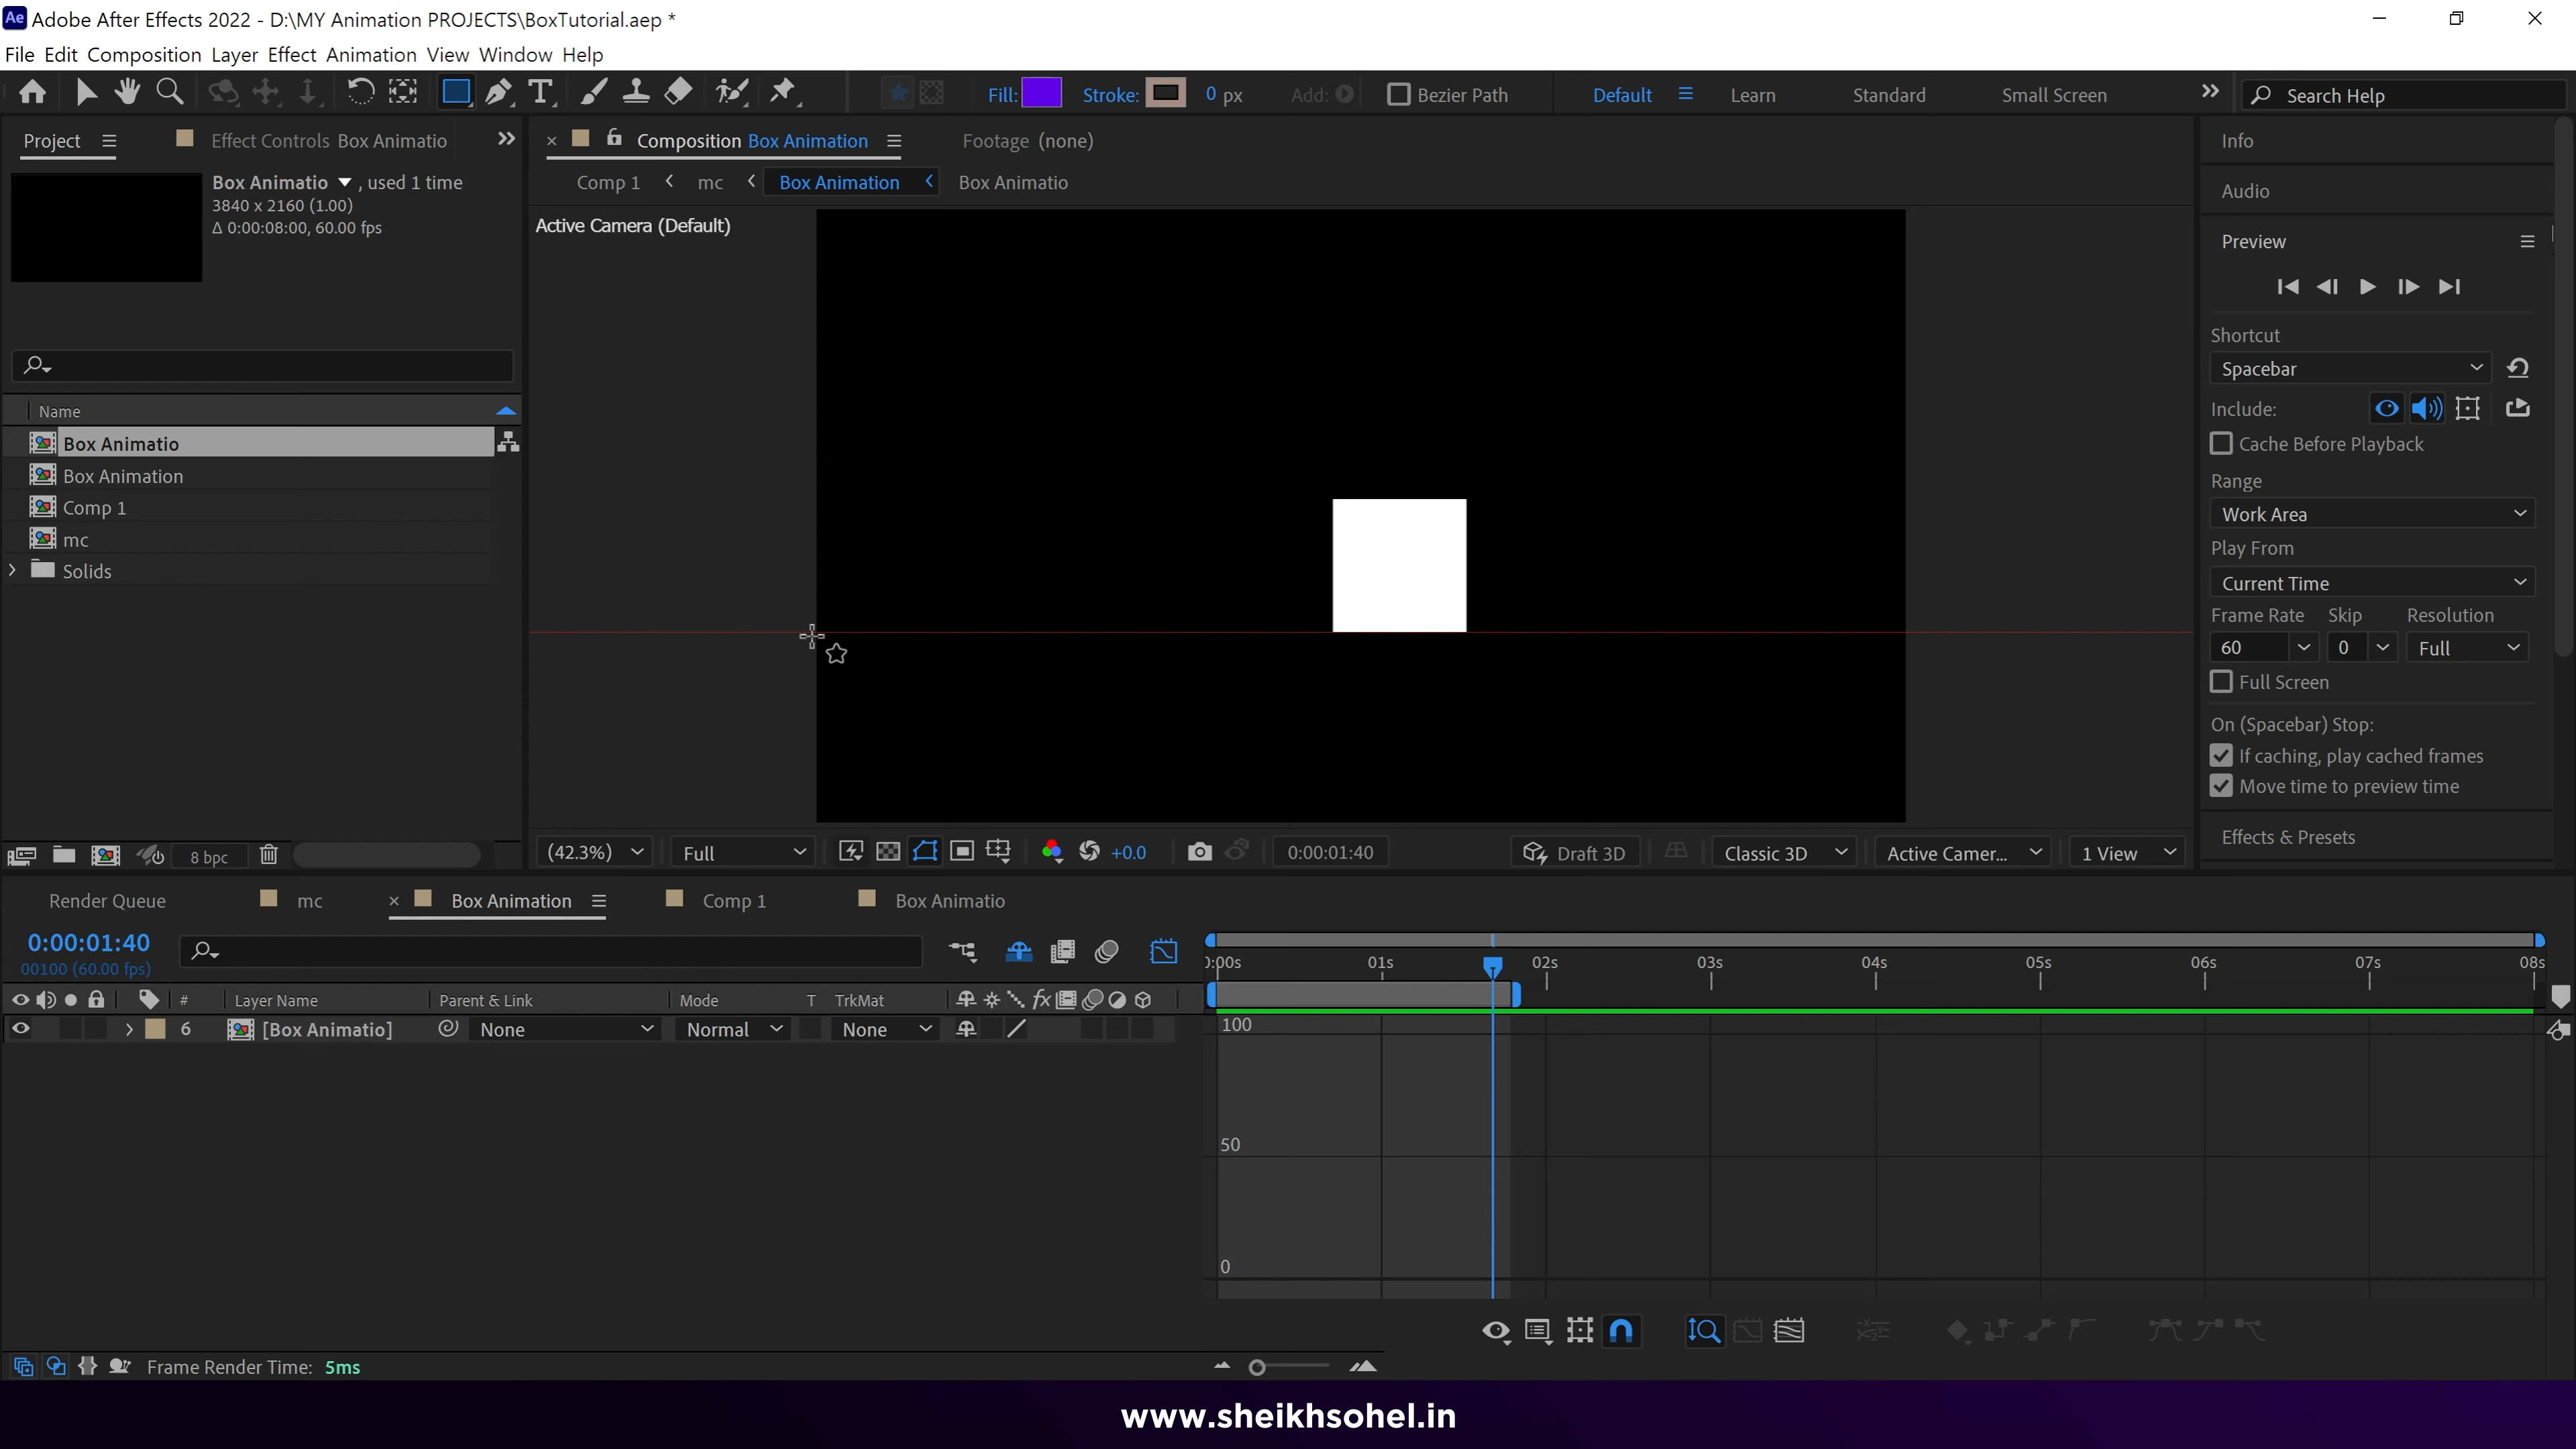 Ae Adobe After Effects 2022 - D:\MY Animation PROJECTS\BoxTutorial.aep *
File Edit Composition Layer Effect Animation View Window Help
Fill: Stroke: 0 px Add: Bezier Path Default Learn Standard Small Screen Search Help
Project Effect Controls Box Animatio
Composition Box Animation Footage (none)
Info
Box Animatio , used 1 time
3840 x 2160 (1.00)
Δ 0:00:08:00, 60.00 fps
Comp 1 mc Box Animation Box Animatio
Audio
Active Camera (Default)
Preview
Shortcut
Spacebar
Include:
Cache Before Playback
Range
Work Area
Play From
Current Time
Frame Rate Skip Resolution
60 0 Full
Full Screen
On (Spacebar) Stop:
If caching, play cached frames
Move time to preview time
Effects & Presets
Name
Box Animatio
Box Animation
Comp 1
mc
Solids
8 bpc
(42.3%) Full +0.0 0:00:01:40 Draft 3D Classic 3D Active Camer... 1 View
Render Queue mc Box Animation Comp 1 Box Animatio
0:00:01:40
00100 (60.00 fps)
):00s 01s 02s 03s 04s 05s 06s 07s 08s
# Layer Name Parent & Link Mode T TrkMat fx
6 [Box Animatio] None Normal None
100
50
0
Frame Render Time: 5ms
www.sheikhsohel.in